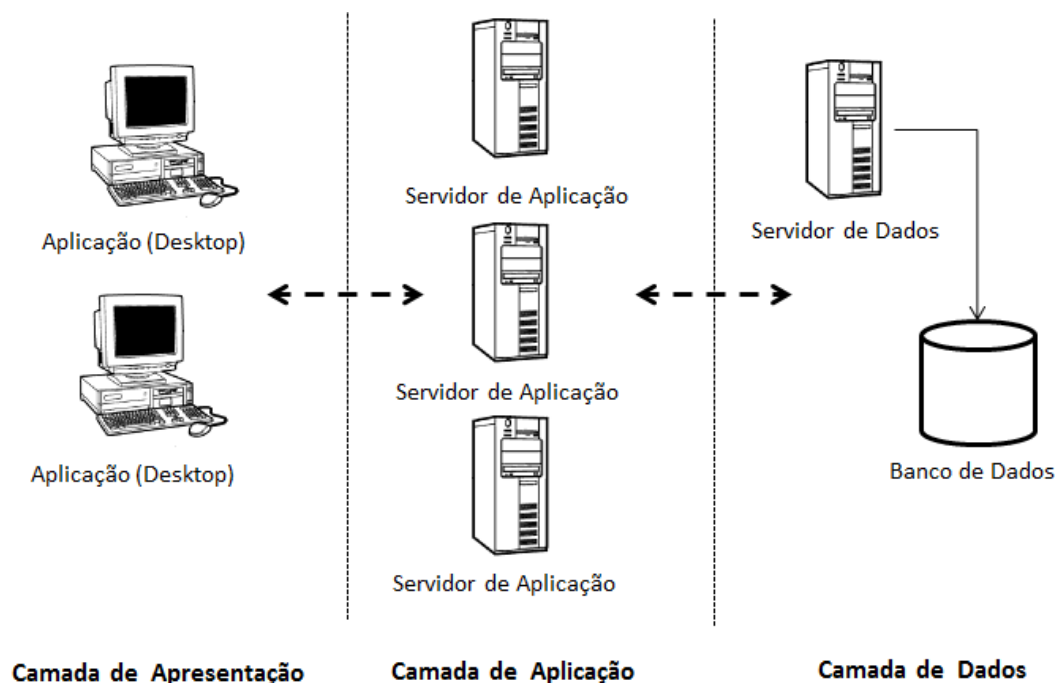 Aplicação (Desktop)
Aplicação (Desktop)
Camada de Apresentação
Servidor de Aplicação
Servidor de Aplicação
Servidor de Aplicação
Camada de Aplicação
Servidor de Dados
Banco de Dados
Camada de Dados